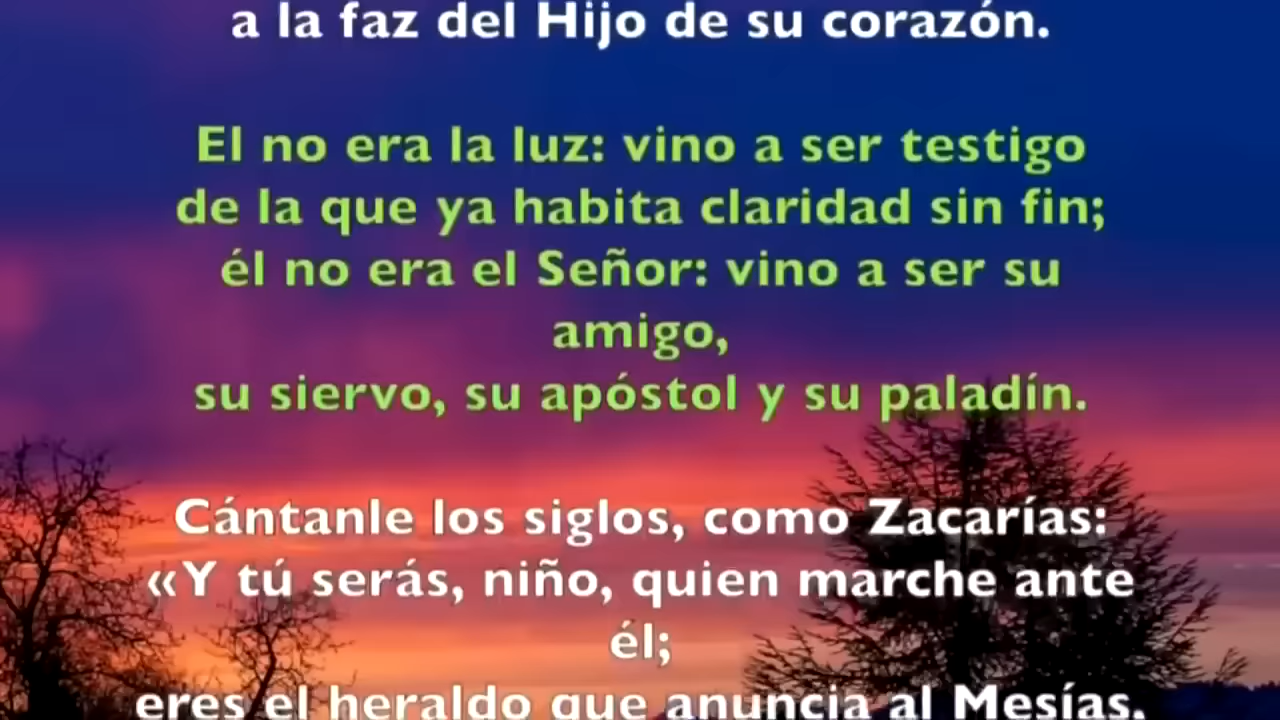 a la faz del Hijo de su corazón.
El no era la luz: vino a ser testigo
de la que ya habita claridad sin fin;
él no era el Señor: vino a ser su
amigo,
su siervo, su apóstol y su paladín.
Cántanle los siglos, como Zacarías:
«Y tú serás, niño, quien marche ante
él;
eres el heraldo que anuncia al Mesías,